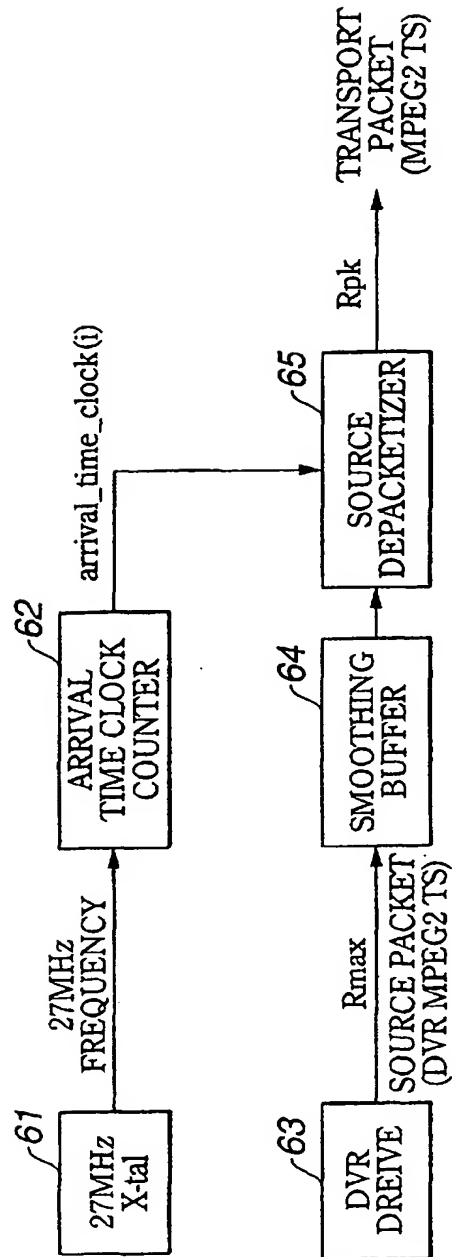 61
27MHz
X-tal
27MHz
FREQUENCY
62
ARRIVAL
TIME CLOCK
COUNTER
arrival_time_clock(i)
63
DVR
DREIVE
Rmax
SOURCE PACKET
(DVR MPEG2 TS)
64
SMOOTHING
BUFFER
65
SOURCE
DEPACKETIZER
Rpk
TRANSPORT
PACKET
(MPEG2 TS)